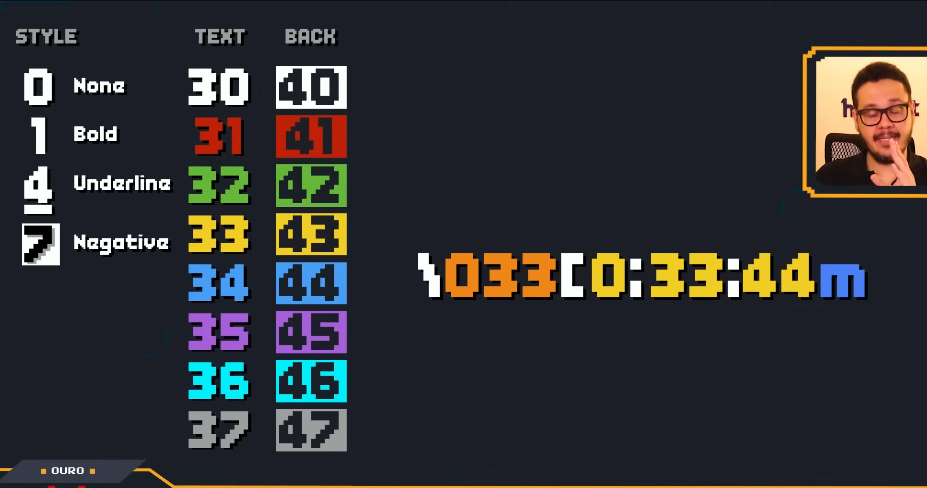 STYLE TEXT BACK
0 None 30 40
1 Bold 31 41
4 Underline 32 42
7 Negative 33 43
34 44
35 45
36 46
37 47
\033[0:33:44m
OURO